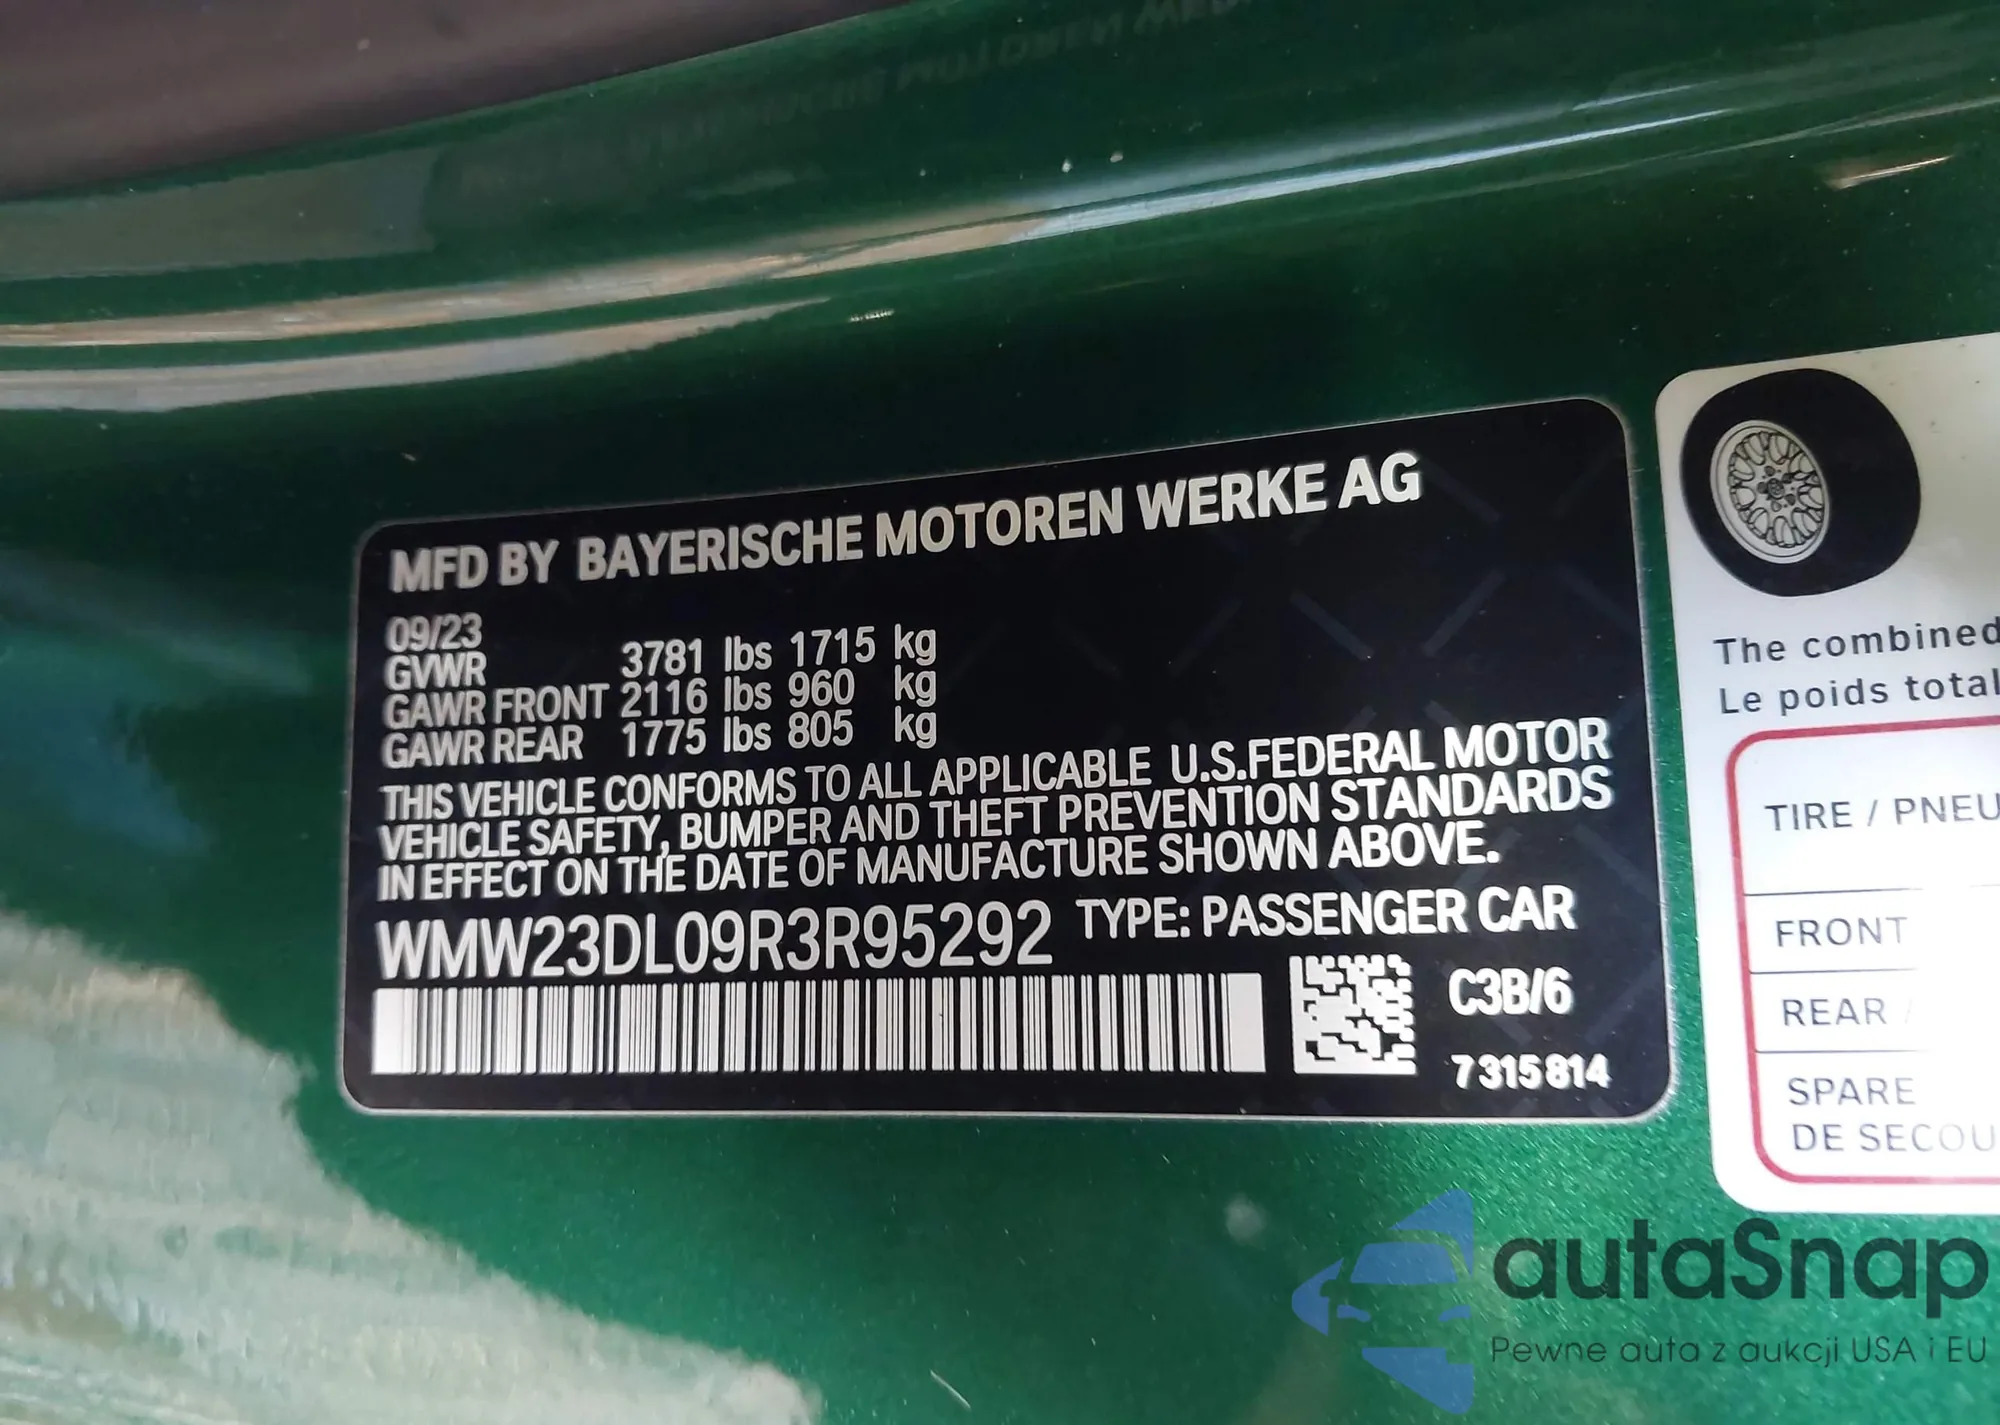 MFD BY BAYERISCHE MOTOREN WERKE AG
09/23
GVWR 3781 lbs 1715 kg
GAWR FRONT 2116 lbs 960 kg
GAWR REAR 1775 lbs 805 kg
THIS VEHICLE CONFORMS TO ALL APPLICABLE U.S.FEDERAL MOTOR
VEHICLE SAFETY, BUMPER AND THEFT PREVENTION STANDARDS
IN EFFECT ON THE DATE OF MANUFACTURE SHOWN ABOVE.
WMW23DL09R3R95292 TYPE: PASSENGER CAR
C3B/6
7 315 814
The combined
Le poids total
TIRE / PNEU
FRONT
REAR /
SPARE
DE SECOU
autaSnap
Pewne auta z aukcji USA i EU